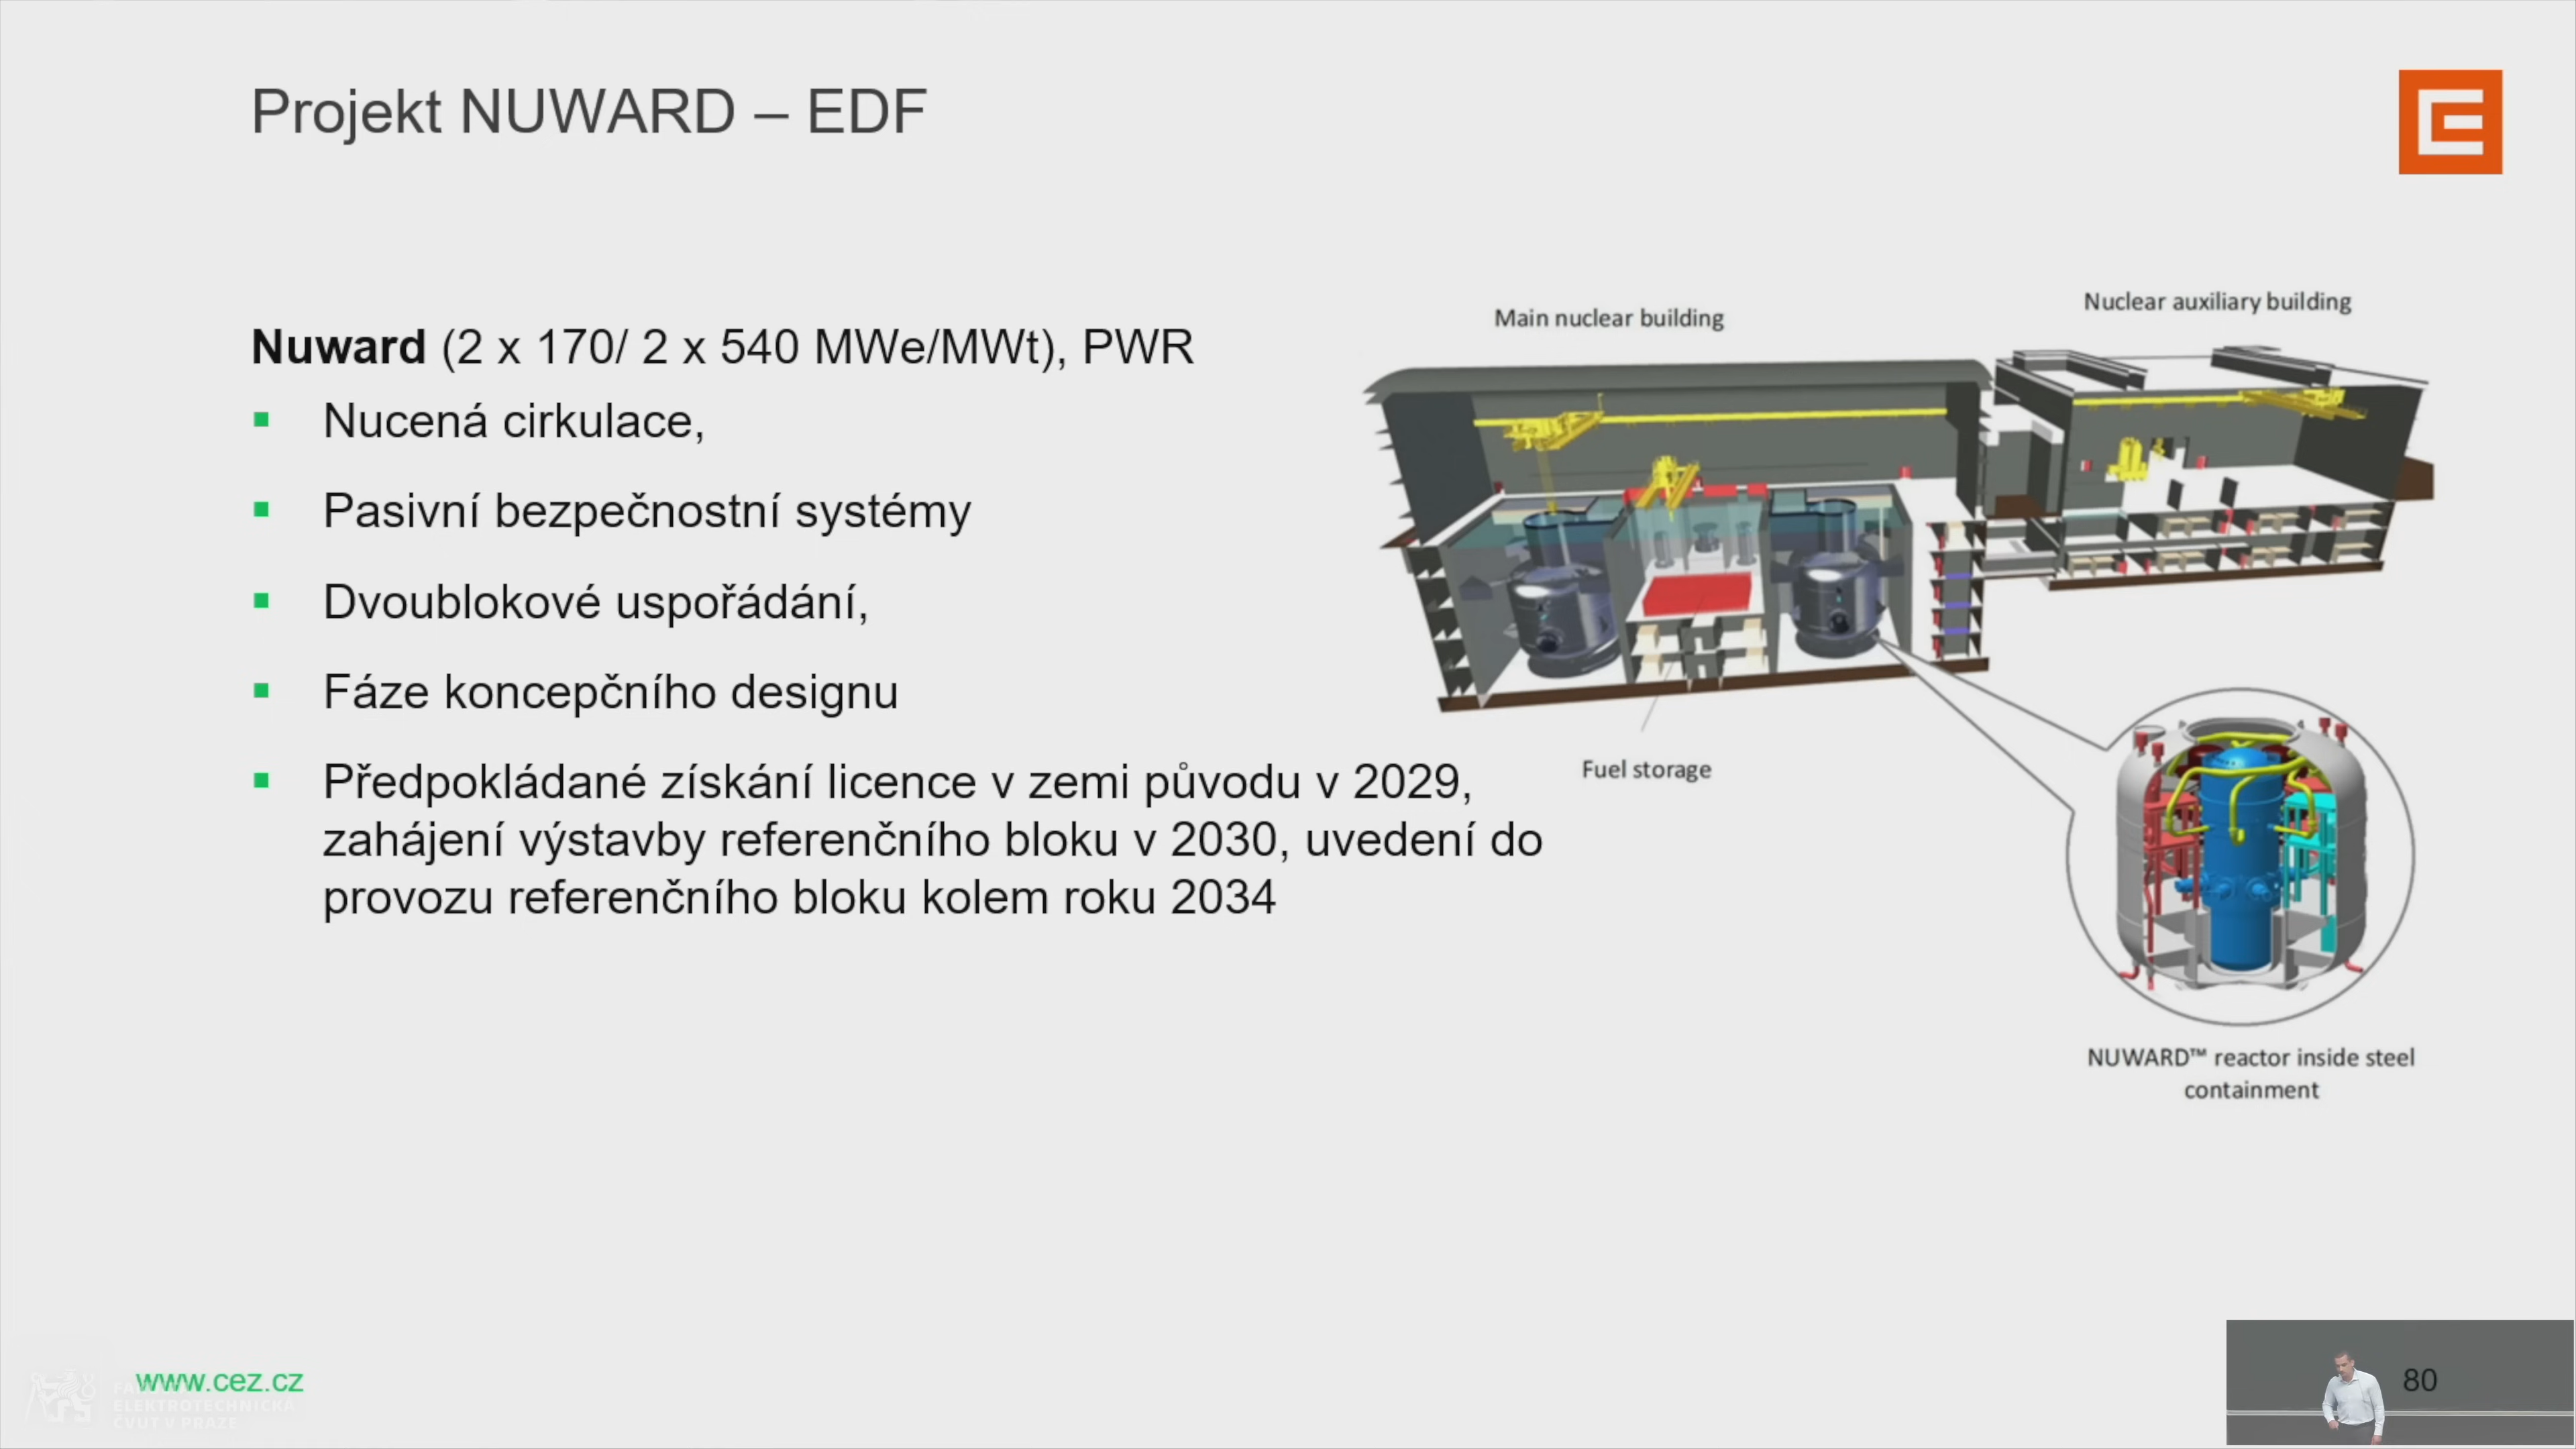 Projekt NUWARD – EDF
Nuward (2 x 170/ 2 x 540 MWe/MWt), PWR
Nucená cirkulace,
Pasivní bezpečnostní systémy
Dvoublokové uspořádání,
Fáze koncepčního designu
Předpokládané získání licence v zemi původu v 2029,
zahájení výstavby referenčního bloku v 2030, uvedení do
provozu referenčního bloku kolem roku 2034
Main nuclear building
Nuclear auxiliary building
Fuel storage
NUWARD™ reactor inside steel
containment
www.cez.cz
ELEKTROTECHNICKÁ
ČVUT V PRAZE
80